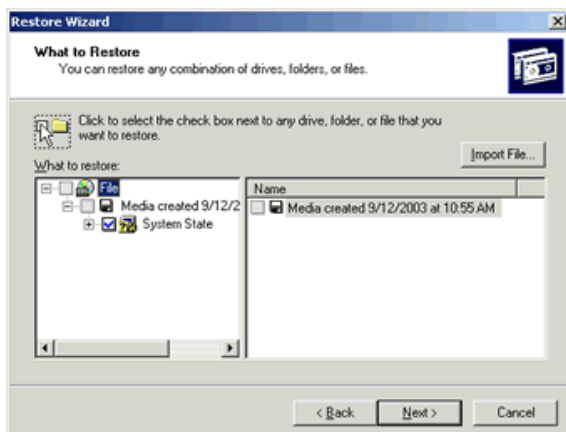 Restore Wizard
What to Restore
You can restore any combination of drives, folders, or files.
Click to select the check box next to any drive, folder, or file that you
want to restore.
Import File...
What to restore:
File
Media created 9/12/2
System State
Name
Media created 9/12/2003 at 10:55 AM
< Back
Next >
Cancel